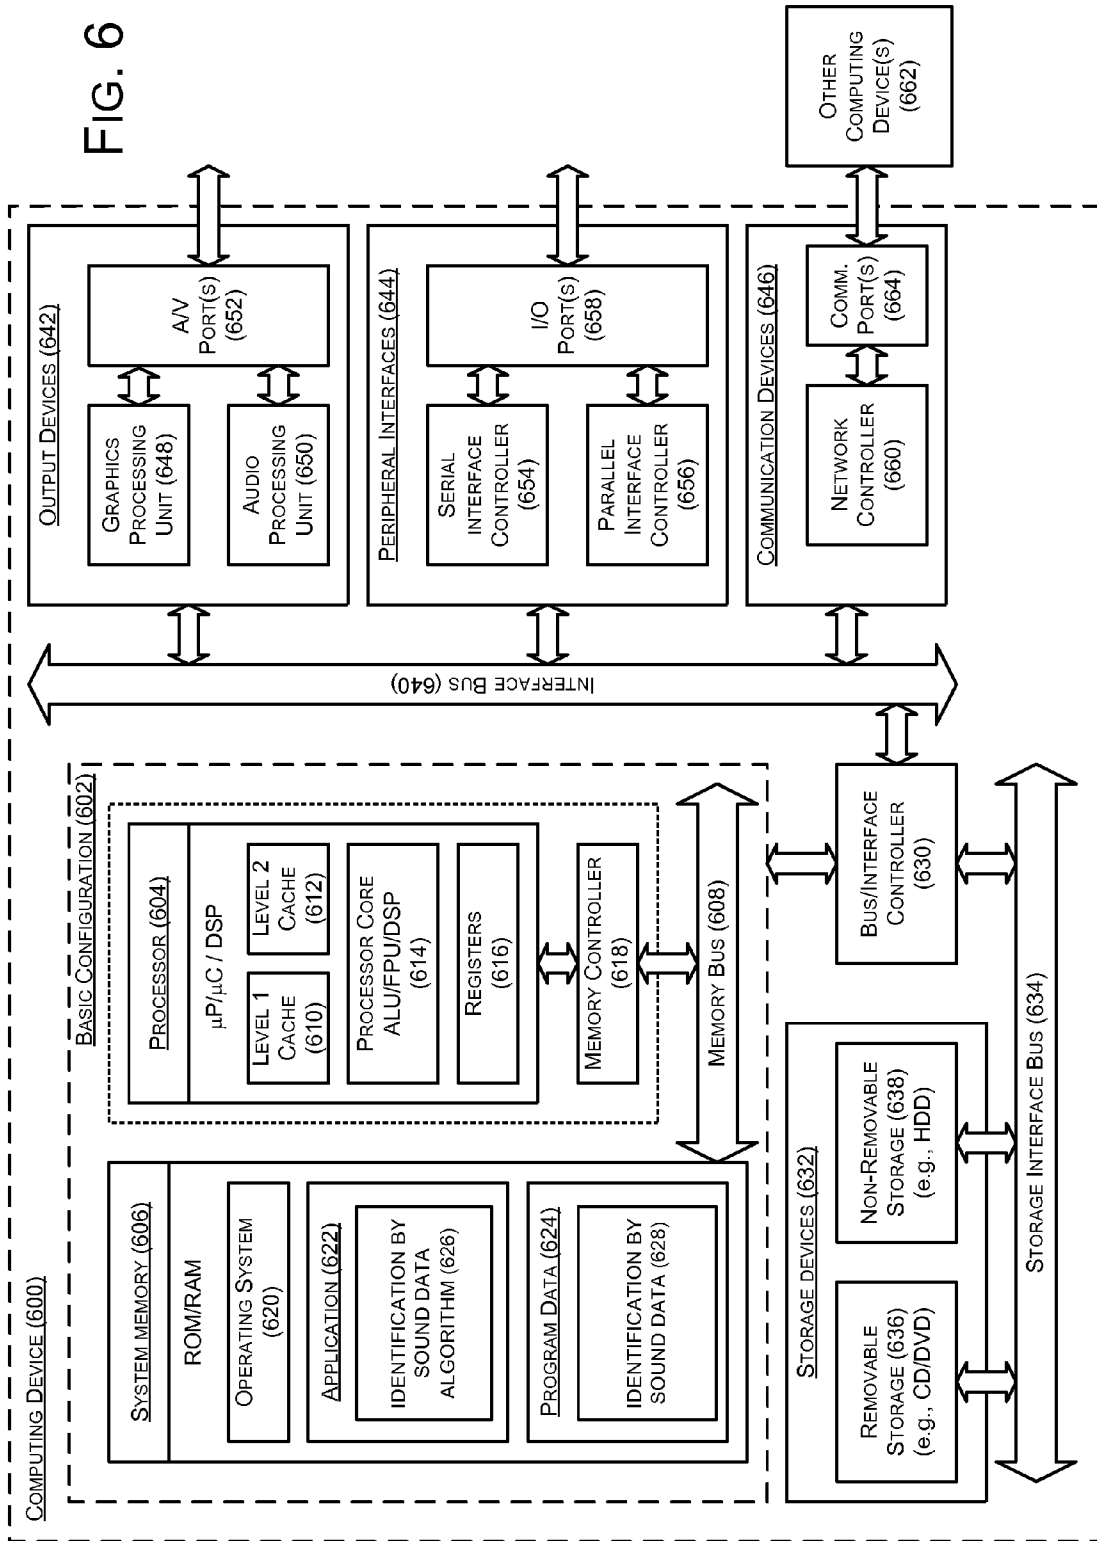 COMPUTING DEVICE (600)
BASIC CONFIGURATION (602)
SYSTEM MEMORY (606)
ROM/RAM
OPERATING SYSTEM
(620)
APPLICATION (622)
IDENTIFICATION BY
SOUND DATA
ALGORITHM (626)
PROGRAM DATA (624)
IDENTIFICATION BY
SOUND DATA (628)
PROCESSOR (604)
µP/µC / DSP
LEVEL 1
CACHE
(610)
LEVEL 2
CACHE
(612)
PROCESSOR CORE
ALU/FPU/DSP
(614)
REGISTERS
(616)
MEMORY CONTROLLER
(618)
MEMORY BUS (608)
STORAGE DEVICES (632)
REMOVABLE
STORAGE (636)
(e.g., CD/DVD)
NON-REMOVABLE
STORAGE (638)
(e.g., HDD)
BUS/INTERFACE
CONTROLLER
(630)
STORAGE INTERFACE BUS (634)
INTERFACE BUS (640)
OUTPUT DEVICES (642)
GRAPHICS
PROCESSING
UNIT (648)
AUDIO
PROCESSING
UNIT (650)
A/V
PORT(S)
(652)
PERIPHERAL INTERFACES (644)
SERIAL
INTERFACE
CONTROLLER
(654)
PARALLEL
INTERFACE
CONTROLLER
(656)
I/O
PORT(S)
(658)
COMMUNICATION DEVICES (646)
NETWORK
CONTROLLER
(660)
COMM.
PORT(S)
(664)
OTHER
COMPUTING
DEVICE(S)
(662)
FIG. 6